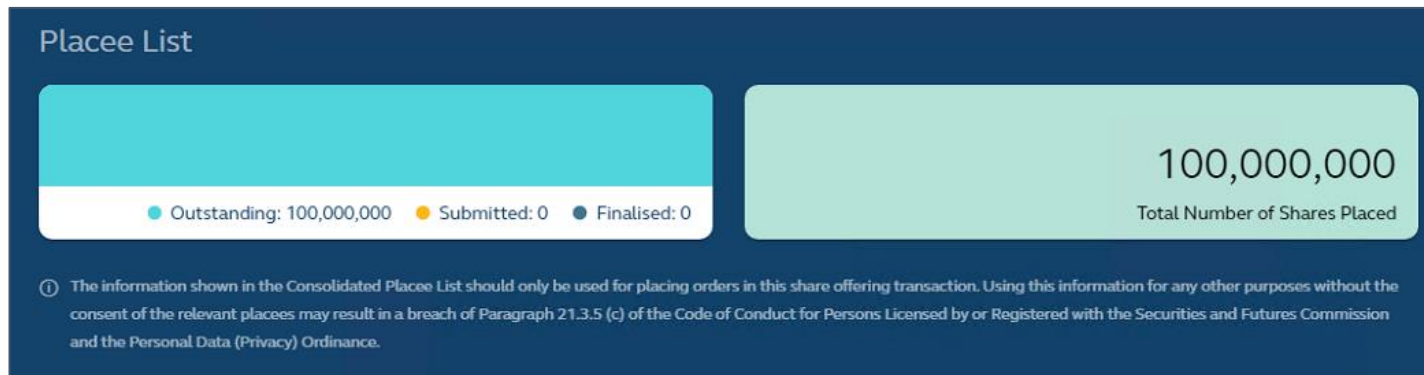 Placee List
Outstanding: 100,000,000 Submitted: 0 Finalised: 0
100,000,000
Total Number of Shares Placed
The information shown in the Consolidated Placee List should only be used for placing orders in this share offering transaction. Using this information for any other purposes without the
consent of the relevant placees may result in a breach of Paragraph 21.3.5 (c) of the Code of Conduct for Persons Licensed by or Registered with the Securities and Futures Commission
and the Personal Data (Privacy) Ordinance.